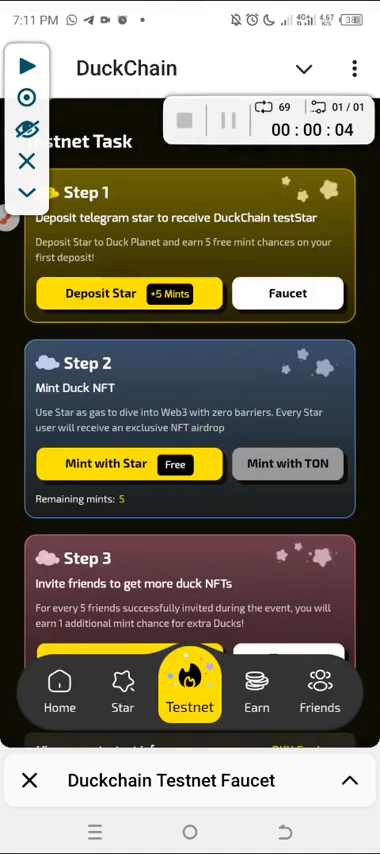 7:11 PM
4G
4,67
K/s
38
DuckChain
69
01 / 01
00 : 00 : 04
Testnet Task
Step 1
Deposit telegram star to receive DuckChain testStar
Deposit Star to Duck Planet and earn 5 free mint chances on your
first deposit!
Deposit Star +5 Mints
Faucet
Step 2
Mint Duck NFT
Use Star as gas to dive into Web3 with zero barriers. Every Star
user will receive an exclusive NFT airdrop
Mint with Star Free
Mint with TON
Remaining mints: 5
Step 3
Invite friends to get more duck NFTs
For every 5 friends successfully invited during the event, you will
earn 1 additional mint chance for extra Ducks!
Home
Star
Testnet
Earn
Friends
Duckchain Testnet Faucet